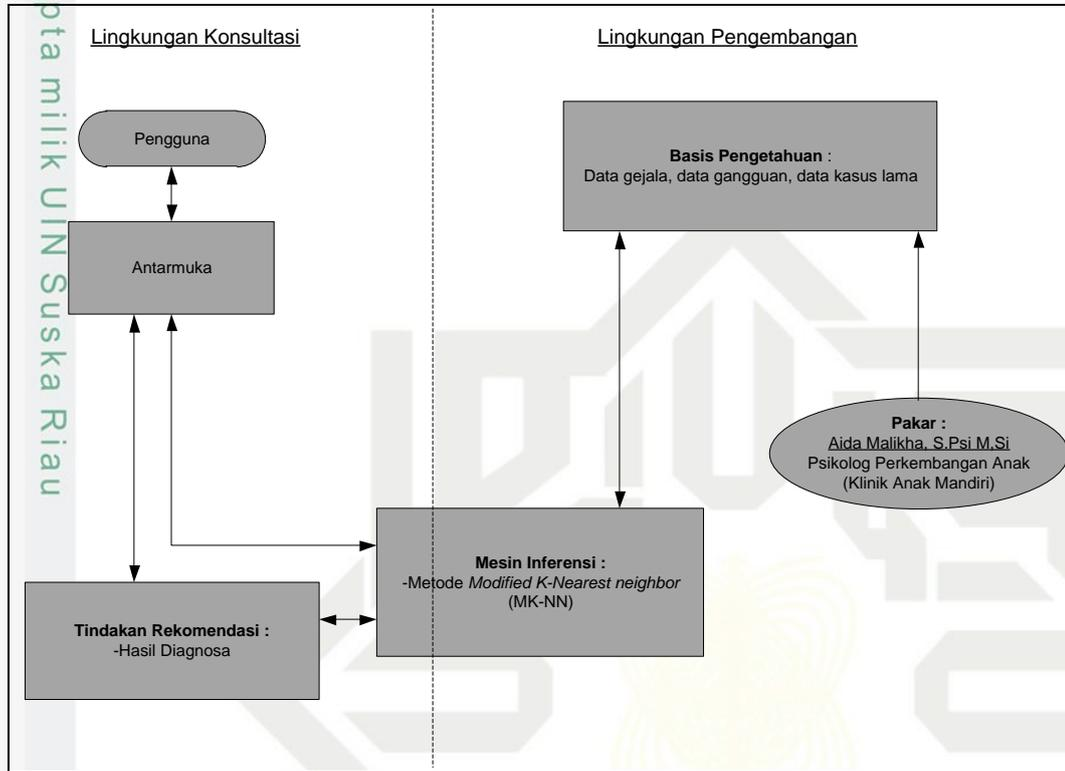 pta milik UIN Suska Riau
Lingkungan Konsultasi
Lingkungan Pengembangan
Pengguna
Basis Pengetahuan :
Data gejala, data gangguan, data kasus lama
Antarmuka
Pakar :
Aida Malikha, S.Psi M,Si
Psikolog Perkembangan Anak
(Klinik Anak Mandiri)
Mesin Inferensi :
-Metode Modified K-Nearest neighbor
(MK-NN)
Tindakan Rekomendasi :
-Hasil Diagnosa